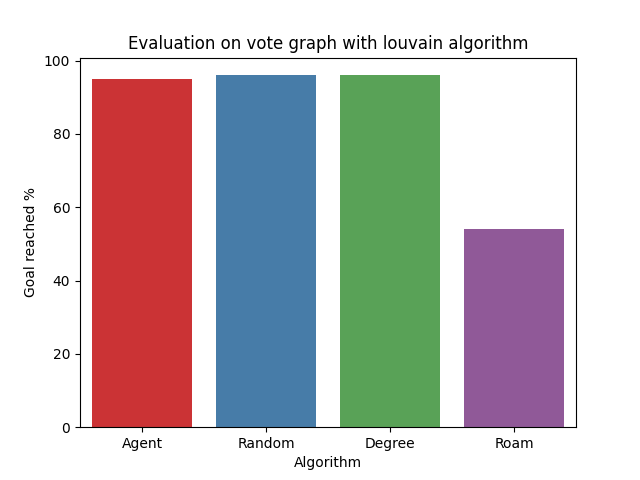 Evaluation on vote graph with louvain algorithm
100
80
60
40
20
0
Goal reached %
Agent Random Degree Roam
Algorithm